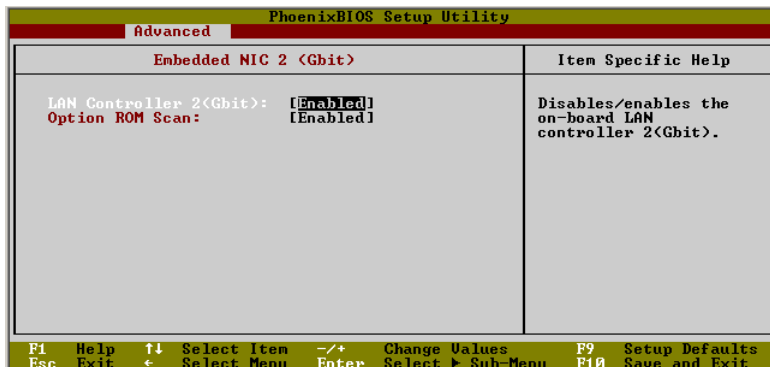 PhoenixBIOS Setup Utility
Advanced
Embedded NIC 2 (Gbit)
Item Specific Help
LAN Controller 2(Gbit): [Enabled]
Option ROM Scan: [Enabled]
Disables/enables the
on-board LAN
controller 2(Gbit).
F1 Help ↑↓ Select Item -/+ Change Values F9 Setup Defaults
Esc Exit ← Select Menu Enter Select ► Sub-Menu F10 Save and Exit